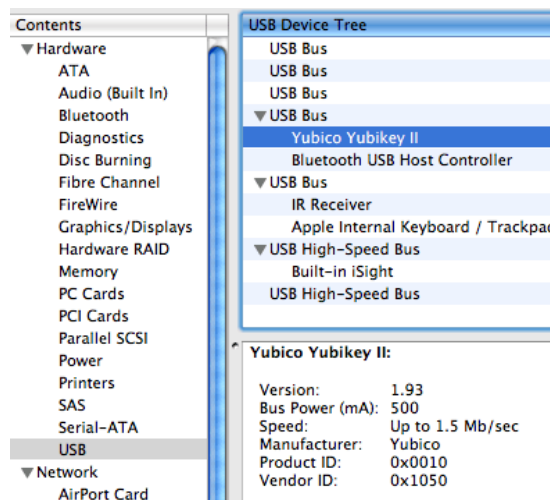 Contents
Hardware
ATA
Audio (Built In)
Bluetooth
Diagnostics
Disc Burning
Fibre Channel
FireWire
Graphics/Displays
Hardware RAID
Memory
PC Cards
PCI Cards
Parallel SCSI
Power
Printers
SAS
Serial-ATA
USB
Network
AirPort Card
USB Device Tree
USB Bus
USB Bus
USB Bus
USB Bus
Yubico Yubikey II
Bluetooth USB Host Controller
USB Bus
IR Receiver
Apple Internal Keyboard / Trackpad
USB High-Speed Bus
Built-in iSight
USB High-Speed Bus
Yubico Yubikey II:
Version: 1.93
Bus Power (mA): 500
Speed: Up to 1.5 Mb/sec
Manufacturer: Yubico
Product ID: 0x0010
Vendor ID: 0x1050